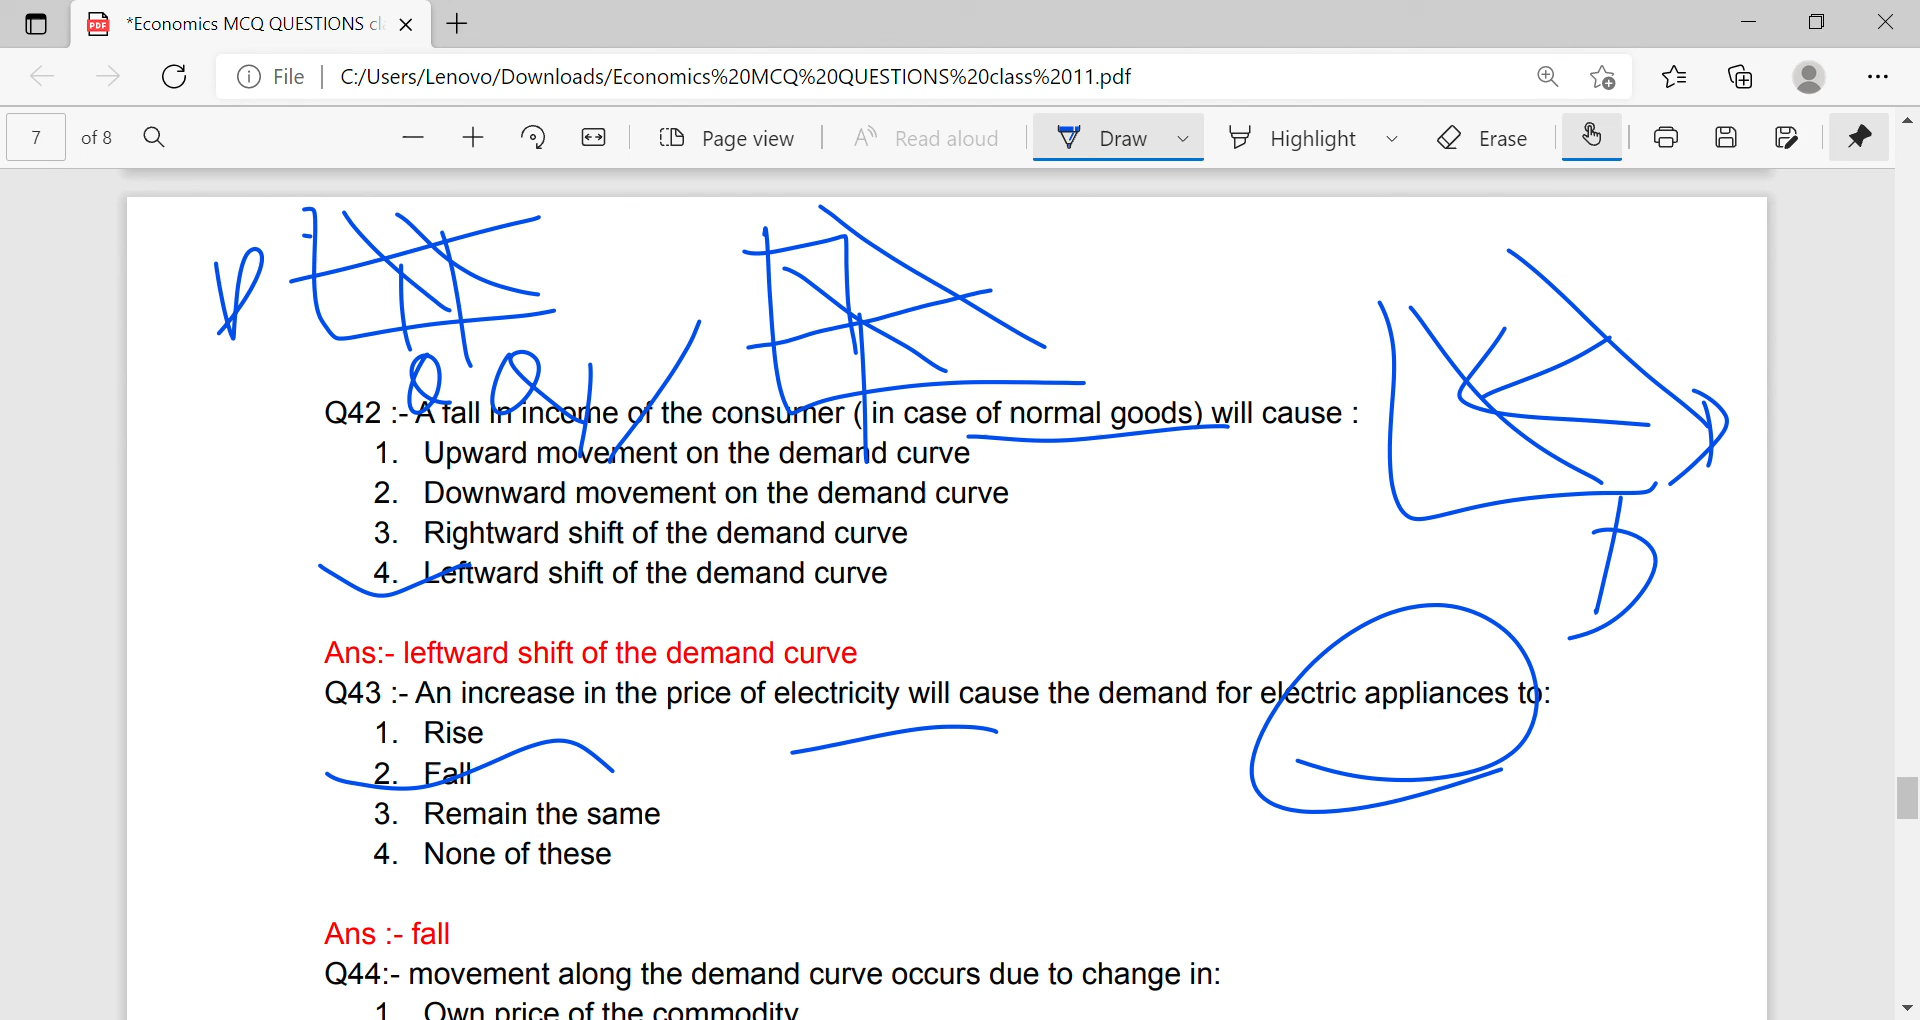 *Economics MCQ QUESTIONS cl
File C:/Users/Lenovo/Downloads/Economics%20MCQ%20QUESTIONS%20class%2011.pdf
7 of 8 Page view Read aloud Draw Highlight Erase
P
Q Q1
D
D
Q42 :- A fall in income of the consumer ( in case of normal goods) will cause :
1. Upward movement on the demand curve
2. Downward movement on the demand curve
3. Rightward shift of the demand curve
4. Leftward shift of the demand curve
Ans:- leftward shift of the demand curve
Q43 :- An increase in the price of electricity will cause the demand for electric appliances to:
1. Rise
2. Fall
3. Remain the same
4. None of these
Ans :- fall
Q44:- movement along the demand curve occurs due to change in:
1 Own price of the commodity